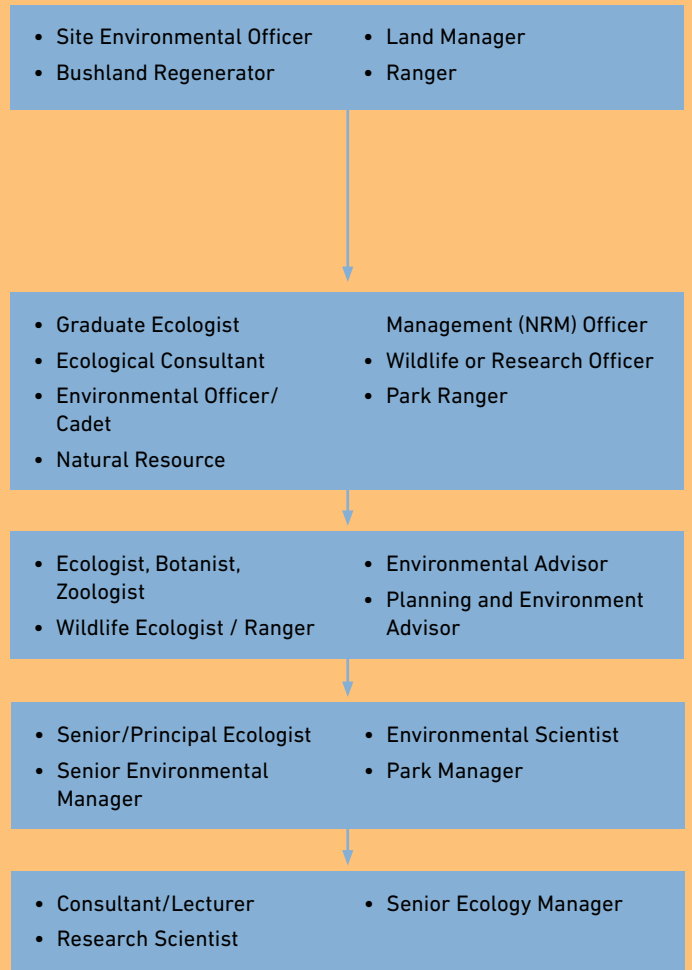 • Site Environmental Officer
• Bushland Regenerator
• Land Manager
• Ranger
• Graduate Ecologist
• Ecological Consultant
• Environmental Officer/
Cadet
• Natural Resource
Management (NRM) Officer
• Wildlife or Research Officer
• Park Ranger
• Ecologist, Botanist,
Zoologist
• Wildlife Ecologist / Ranger
• Environmental Advisor
• Planning and Environment
Advisor
• Senior/Principal Ecologist
• Senior Environmental
Manager
• Environmental Scientist
• Park Manager
• Consultant/Lecturer
• Research Scientist
• Senior Ecology Manager